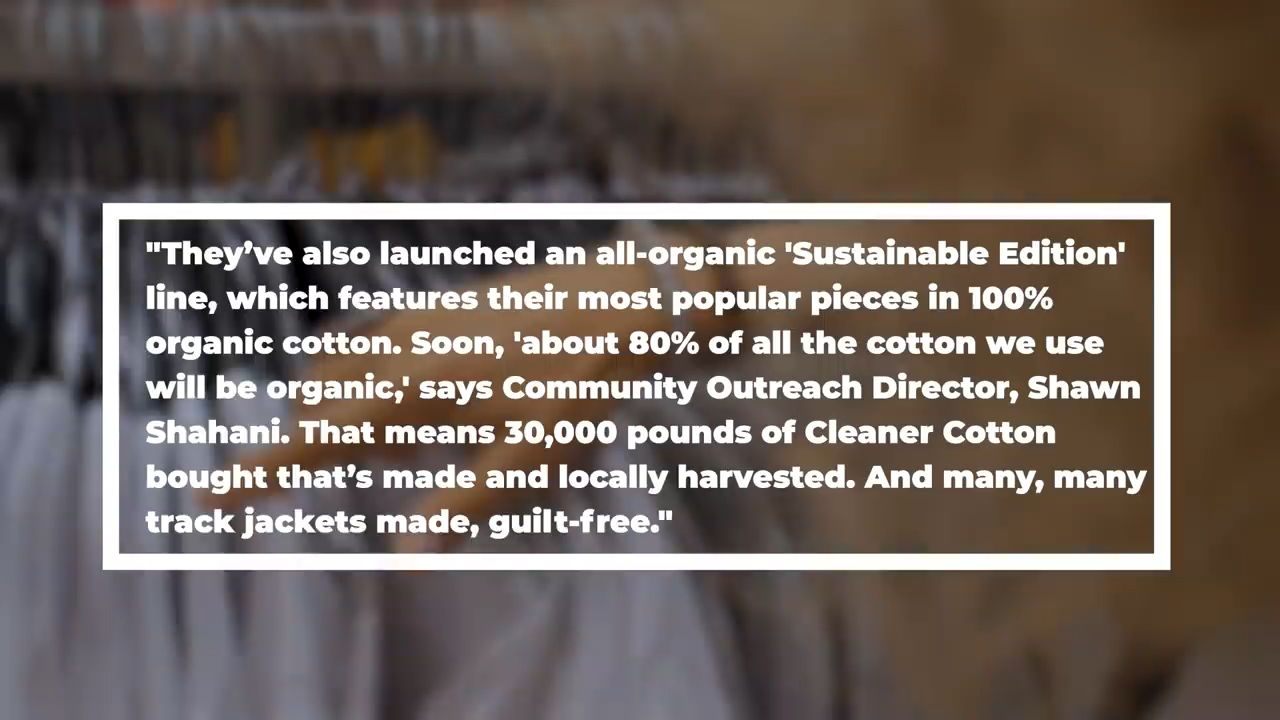 "They’ve also launched an all-organic 'Sustainable Edition'
line, which features their most popular pieces in 100%
organic cotton. Soon, 'about 80% of all the cotton we use
will be organic,' says Community Outreach Director, Shawn
Shahani. That means 30,000 pounds of Cleaner Cotton
bought that’s made and locally harvested. And many, many
track jackets made, guilt-free."